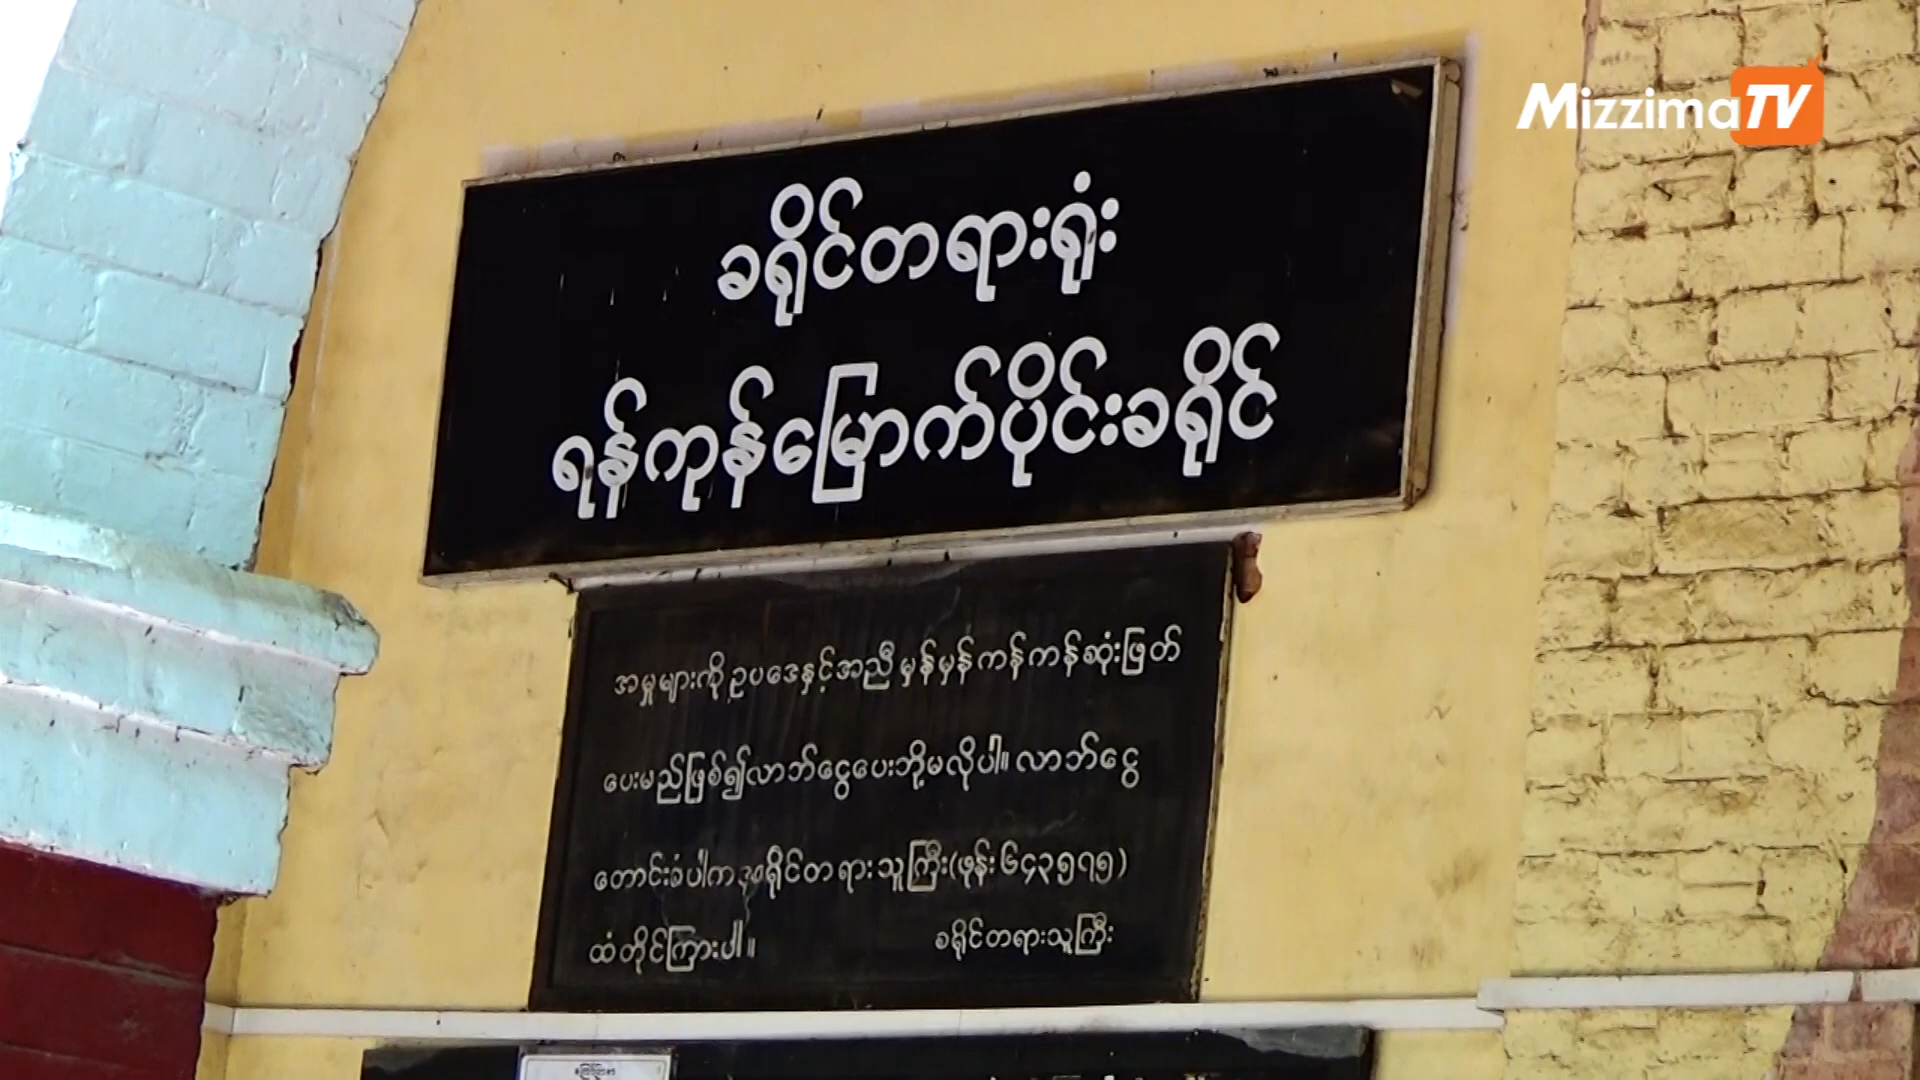 MizzimaTV
ခရိုင်တရားရုံး
ရန်ကုန်မြောက်ပိုင်းခရိုင်
အမှုများကို ဥပဒေနှင့်အညီ မှန်မှန်ကန်ကန်ဆုံးဖြတ်
ပေးမည်ဖြစ်၍လာဘ်ငွေပေးဘို့မလိုပါ။ လာဘ်ငွေ
တောင်းခံပါက ခရိုင်တရားသူကြီး(ဖုန်း ၆၄၃၅၇၅)
ထံတိုင်ကြားပါ။ ခရိုင်တရားသူကြီး